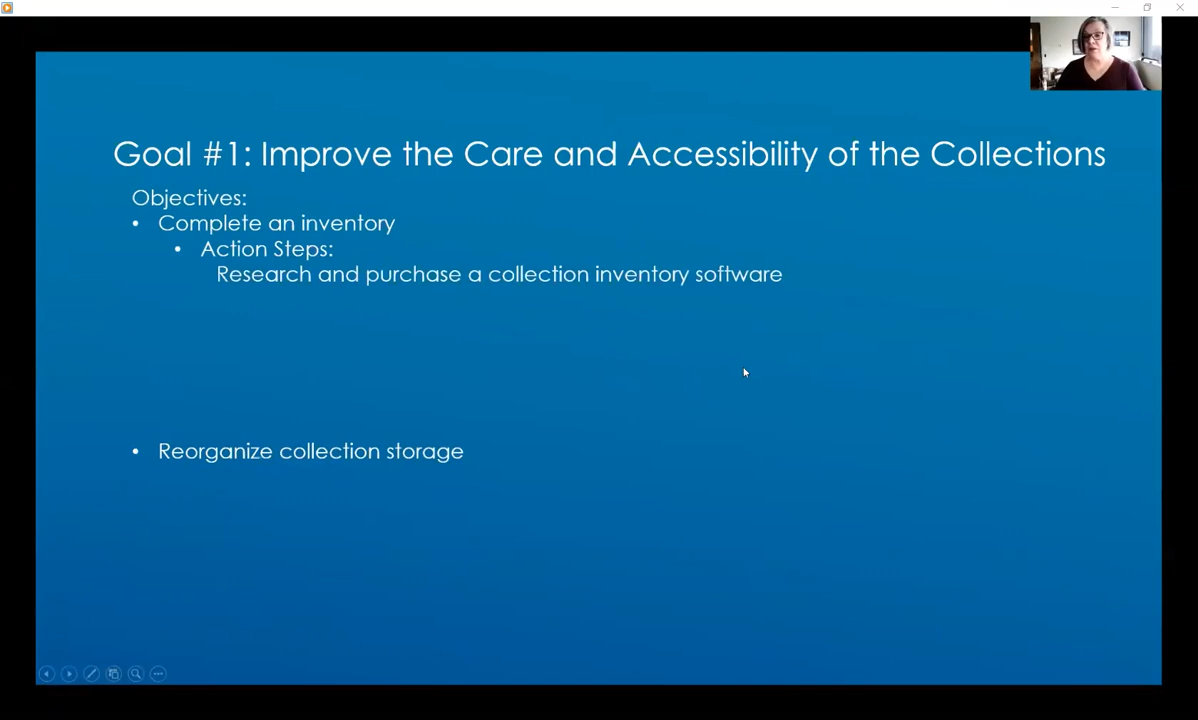 Goal #1: Improve the Care and Accessibility of the Collections
Objectives:
• Complete an inventory
• Action Steps:
Research and purchase a collection inventory software
• Reorganize collection storage